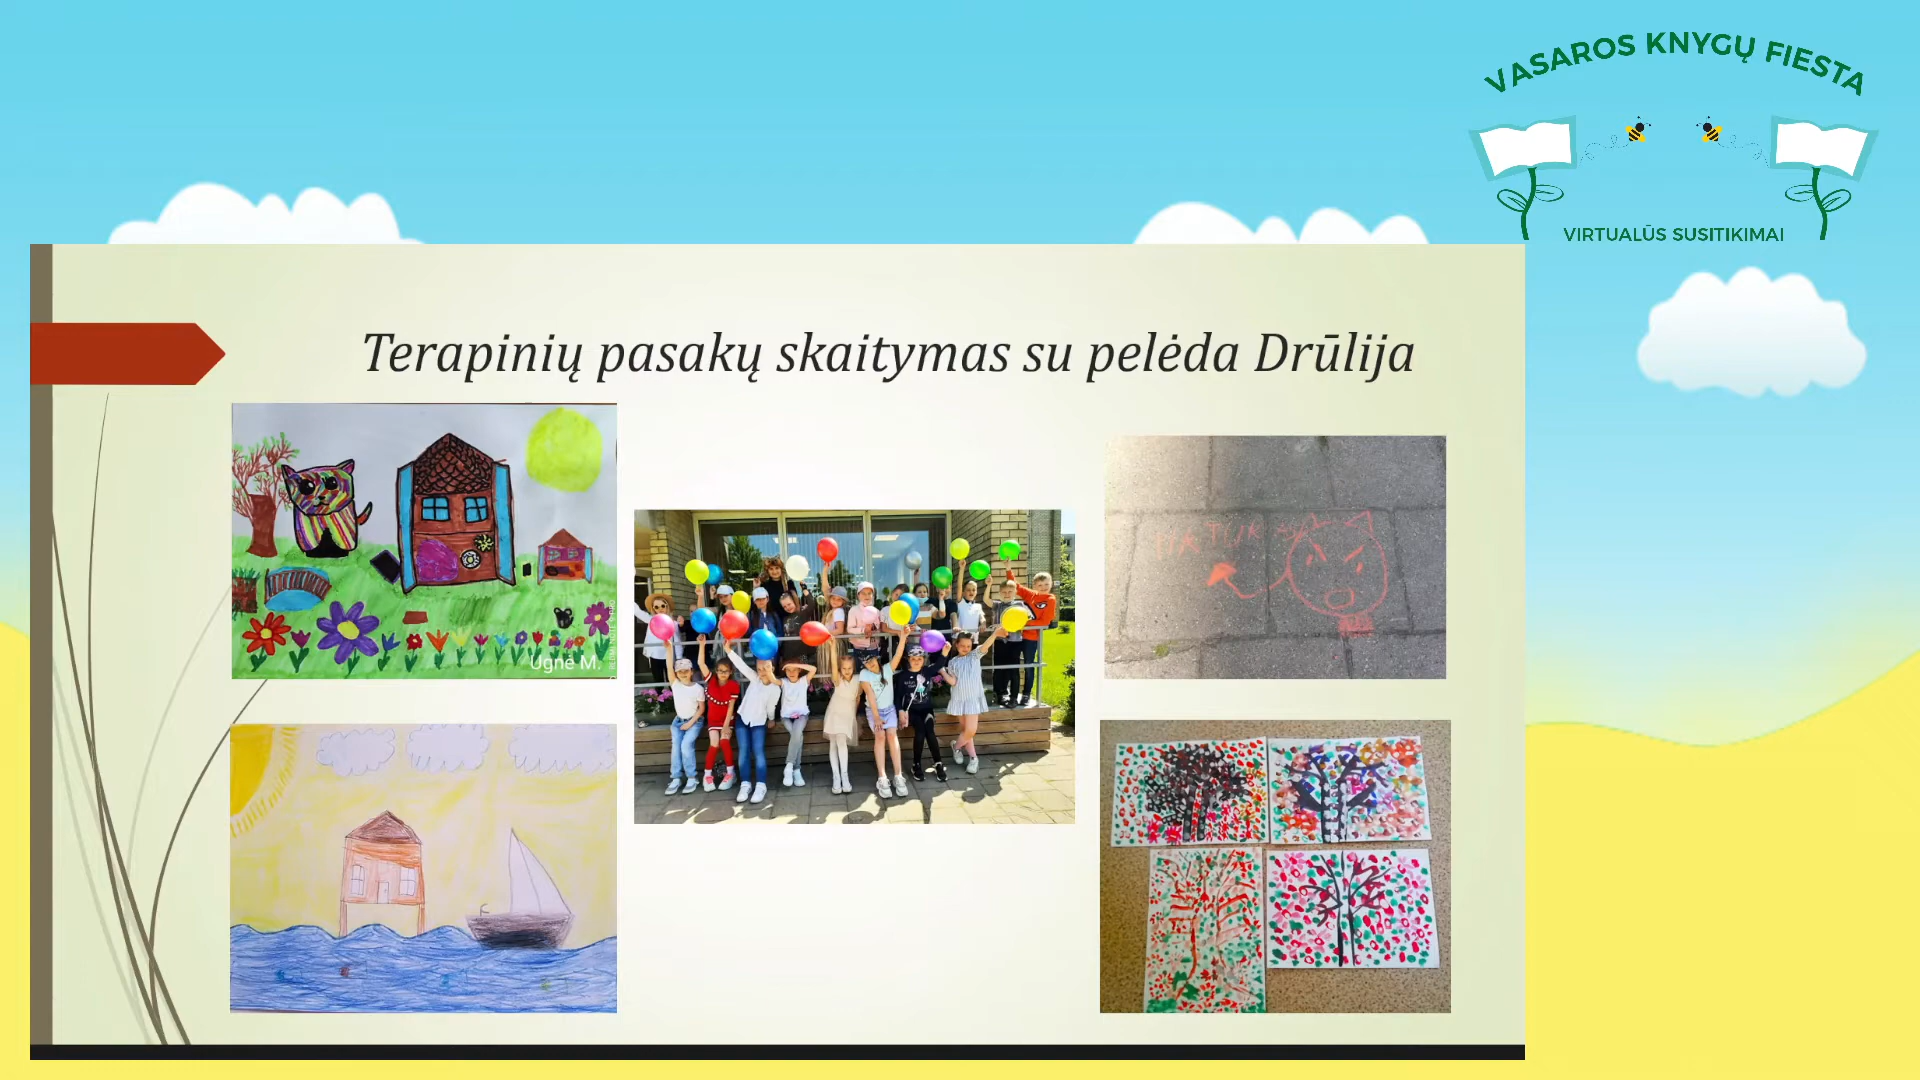 VASAROS KNYGŲ FIESTA
VIRTUALŪS SUSITIKIMAI
Terapinių pasakų skaitymas su pelėda Drūlija
Ugnė M.